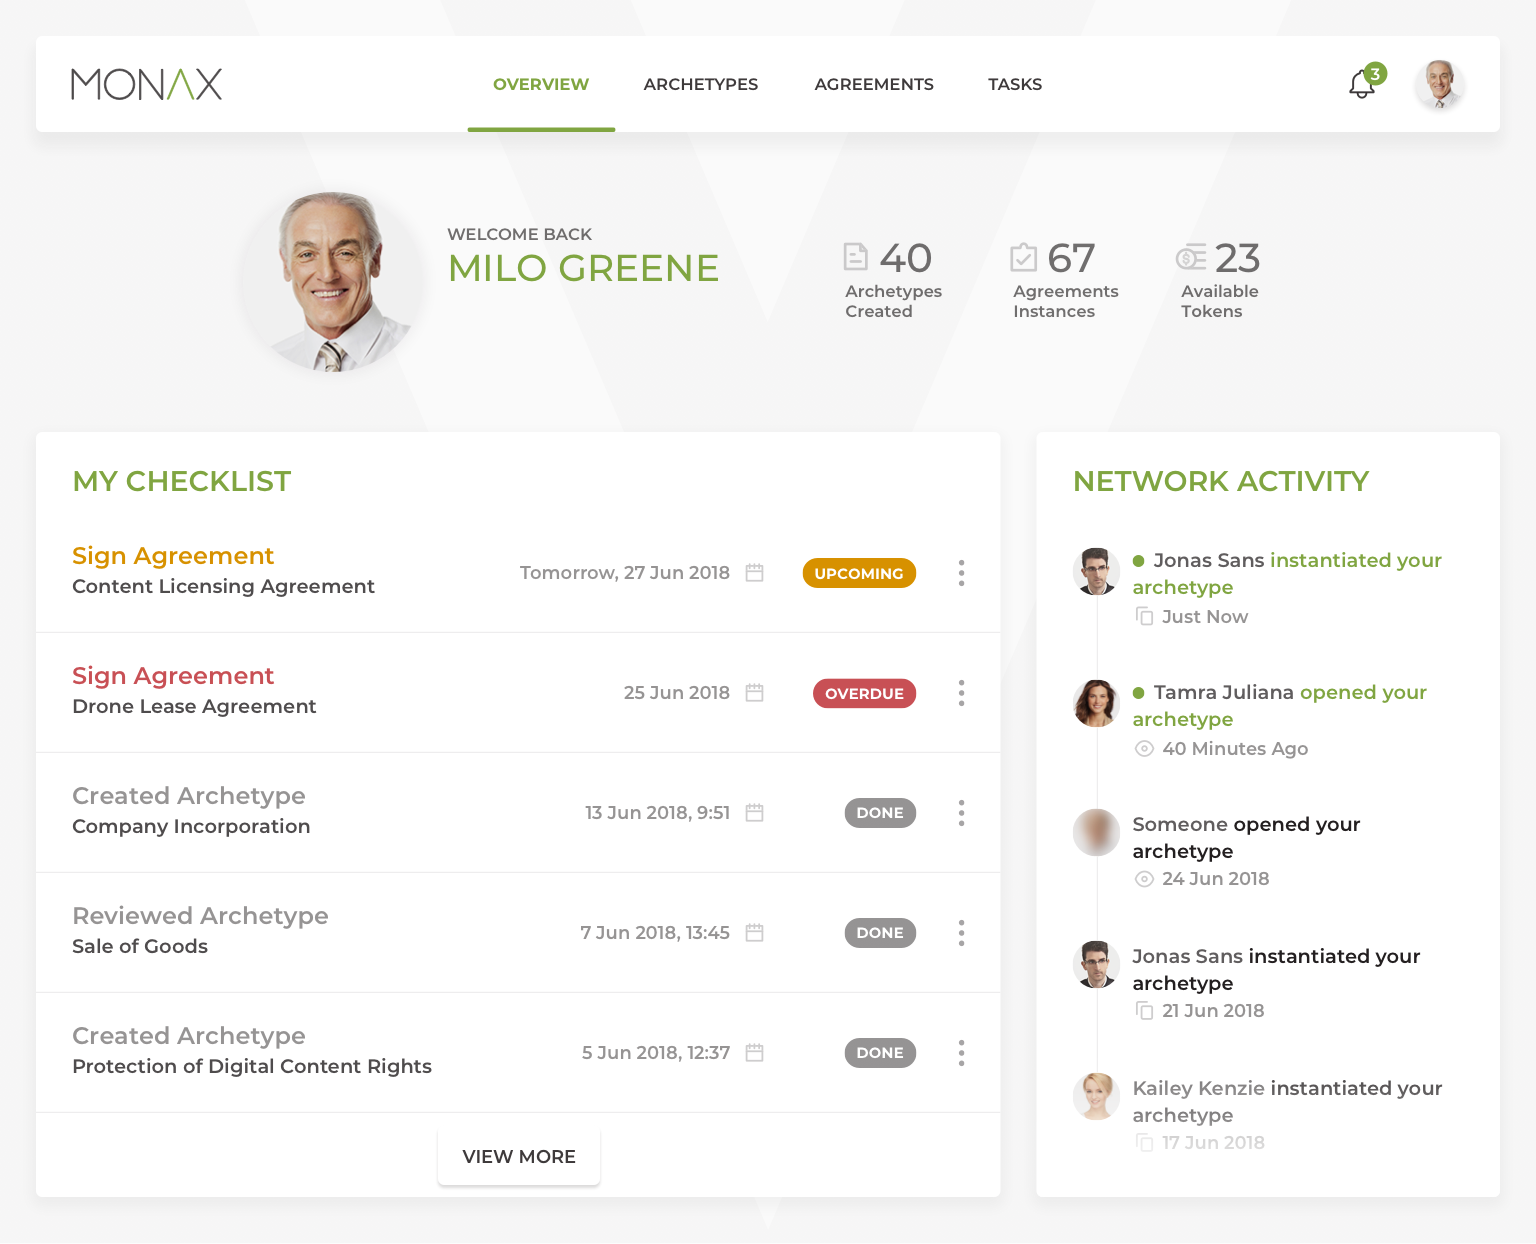 MONAX
OVERVIEW
ARCHETYPES
AGREEMENTS
TASKS
3
WELCOME BACK
MILO GREENE
40
Archetypes
Created
67
Agreements
Instances
23
Available
Tokens
MY CHECKLIST
Sign Agreement
Content Licensing Agreement
Tomorrow, 27 Jun 2018
UPCOMING
Sign Agreement
Drone Lease Agreement
25 Jun 2018
OVERDUE
Created Archetype
Company Incorporation
13 Jun 2018, 9:51
DONE
Reviewed Archetype
Sale of Goods
7 Jun 2018, 13:45
DONE
Created Archetype
Protection of Digital Content Rights
5 Jun 2018, 12:37
DONE
VIEW MORE
NETWORK ACTIVITY
Jonas Sans instantiated your
archetype
Just Now
Tamra Juliana opened your
archetype
40 Minutes Ago
Someone opened your
archetype
24 Jun 2018
Jonas Sans instantiated your
archetype
21 Jun 2018
Kailey Kenzie instantiated your
archetype
17 Jun 2018